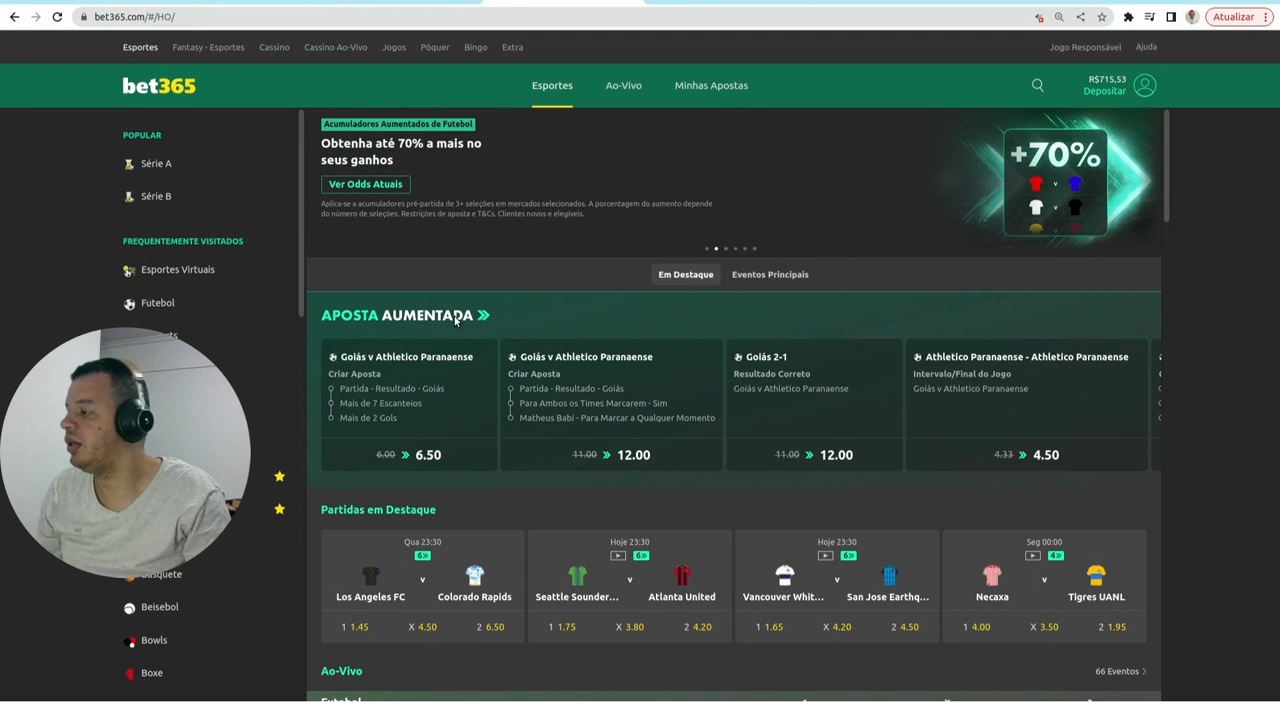 bet365.com/#/HO/
Atualizar
Esportes Fantasy - Esportes Cassino Cassino Ao-Vivo Jogos Póquer Bingo Extra
Jogo Responsável Ajuda
bet365
Esportes Ao-Vivo Minhas Apostas
R$715,53
Depositar
POPULAR
Série A
Série B
FREQUENTEMENTE VISITADOS
Esportes Virtuais
Futebol
Basquete
Beisebol
Bowls
Boxe
Acumuladores Aumentados de Futebol
Obtenha até 70% a mais no
seus ganhos
Ver Odds Atuais
Aplica-se a acumuladores pré-partida de 3+ seleções em mercados selecionados. A porcentagem do aumento depende
do número de seleções. Restrições de aposta e T&Cs. Clientes novos e elegíveis.
+70%
v
v
Em Destaque Eventos Principais
APOSTA AUMENTADA
Goiás v Athletico Paranaense
Criar Aposta
Partida - Resultado - Goiás
Mais de 7 Escanteios
Mais de 2 Gols
6.00 6.50
Goiás v Athletico Paranaense
Criar Aposta
Partida - Resultado - Goiás
Para Ambos os Times Marcarem - Sim
Matheus Babi - Para Marcar a Qualquer Momento
11.00 12.00
Goiás 2-1
Resultado Correto
Goiás v Athletico Paranaense
11.00 12.00
Athletico Paranaense - Athletico Paranaense
Intervalo/Final do Jogo
Goiás v Athletico Paranaense
4.33 4.50
Partidas em Destaque
Qua 23:30
6
v
Los Angeles FC Colorado Rapids
1 1.45 X 4.50 2 6.50
Hoje 23:30
6
v
Seattle Sounder... Atlanta United
1 1.75 X 3.80 2 4.20
Hoje 23:30
6
v
Vancouver Whit... San Jose Earthq...
1 1.65 X 4.20 2 4.50
Seg 00:00
4
v
Necaxa Tigres UANL
1 4.00 X 3.50 2 1.95
Ao-Vivo
66 Eventos
Futebol